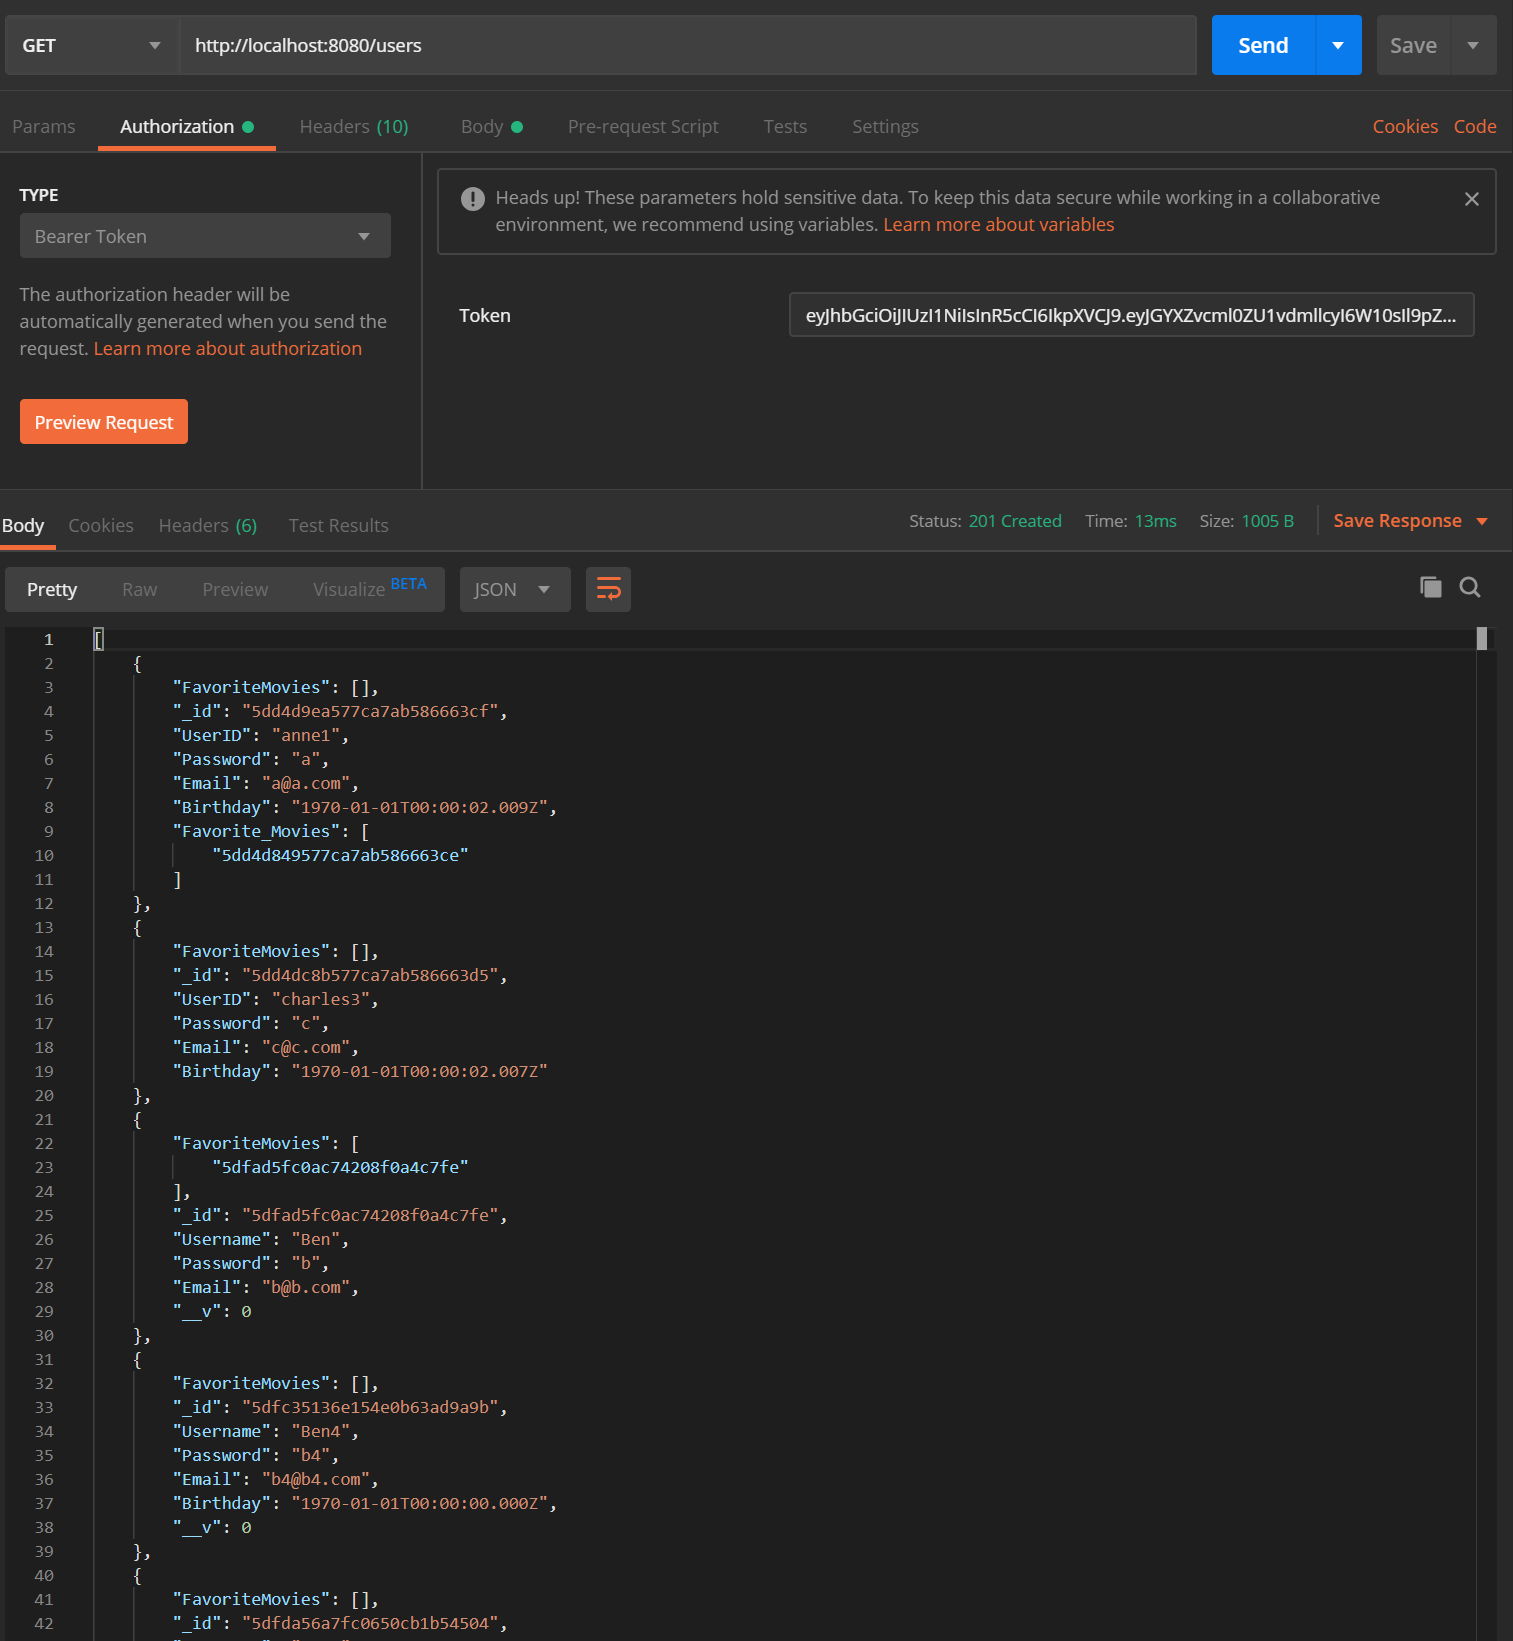 GET http://localhost:8080/users Send Save
Params Authorization Headers (10) Body Pre-request Script Tests Settings Cookies Code
TYPE
Bearer Token
The authorization header will be
automatically generated when you send the
request. Learn more about authorization
Preview Request
Heads up! These parameters hold sensitive data. To keep this data secure while working in a collaborative
environment, we recommend using variables. Learn more about variables
Token eyJhbGciOiJIUzI1NiIsInR5cCI6IkpXVCJ9.eyJGYXZvcml0ZU1vdmllcyI6W10sIl9pZ...
Body Cookies Headers (6) Test Results Status: 201 Created Time: 13ms Size: 1005 B Save Response
Pretty Raw Preview Visualize BETA JSON
1 [
2 {
3 "FavoriteMovies": [],
4 "_id": "5dd4d9ea577ca7ab586663cf",
5 "UserID": "anne1",
6 "Password": "a",
7 "Email": "a@a.com",
8 "Birthday": "1970-01-01T00:00:02.009Z",
9 "Favorite_Movies": [
10 "5dd4d849577ca7ab586663ce"
11 ]
12 },
13 {
14 "FavoriteMovies": [],
15 "_id": "5dd4dc8b577ca7ab586663d5",
16 "UserID": "charles3",
17 "Password": "c",
18 "Email": "c@c.com",
19 "Birthday": "1970-01-01T00:00:02.007Z"
20 },
21 {
22 "FavoriteMovies": [
23 "5dfad5fc0ac74208f0a4c7fe"
24 ],
25 "_id": "5dfad5fc0ac74208f0a4c7fe",
26 "Username": "Ben",
27 "Password": "b",
28 "Email": "b@b.com",
29 "__v": 0
30 },
31 {
32 "FavoriteMovies": [],
33 "_id": "5dfc35136e154e0b63ad9a9b",
34 "Username": "Ben4",
35 "Password": "b4",
36 "Email": "b4@b4.com",
37 "Birthday": "1970-01-01T00:00:00.000Z",
38 "__v": 0
39 },
40 {
41 "FavoriteMovies": [],
42 "_id": "5dfda56a7fc0650cb1b54504",